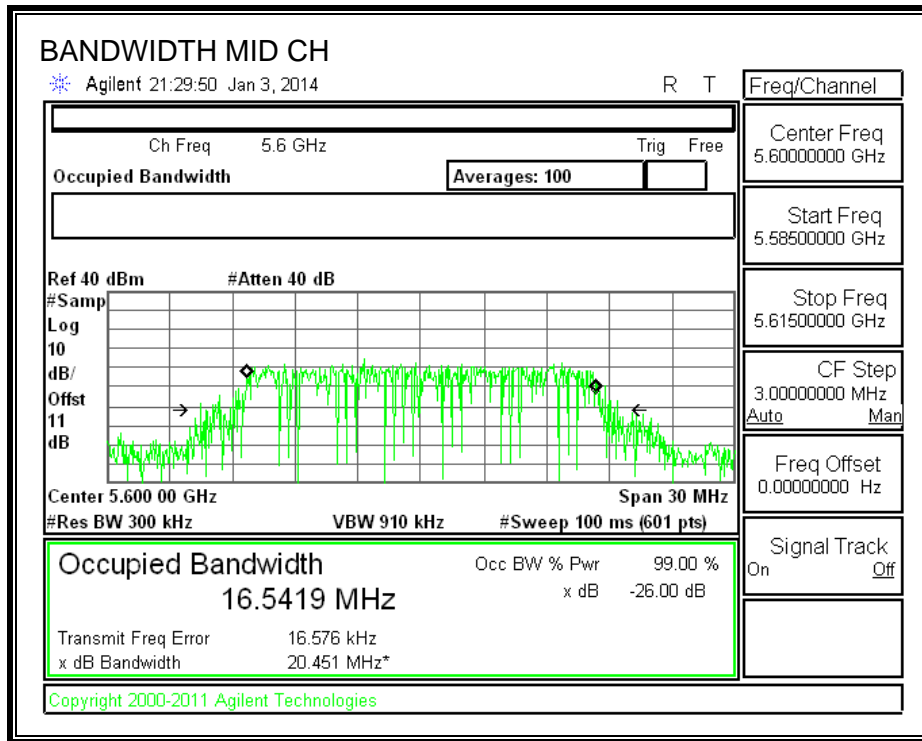 BANDWIDTH MID CH
Agilent 21:29:50 Jan 3, 2014 R T
Freq/Channel
Ch Freq 5.6 GHz Trig Free
Occupied Bandwidth Averages: 100
Center Freq
5.60000000 GHz
Start Freq
5.58500000 GHz
Stop Freq
5.61500000 GHz
CF Step
3.00000000 MHz
Auto Man
Freq Offset
0.00000000 Hz
Signal Track
On Off
Ref 40 dBm #Atten 40 dB
#Samp
Log
10
dB/
Offst
11
dB
Center 5.600 00 GHz Span 30 MHz
#Res BW 300 kHz VBW 910 kHz #Sweep 100 ms (601 pts)
Occupied Bandwidth Occ BW % Pwr 99.00 %
16.5419 MHz x dB -26.00 dB
Transmit Freq Error 16.576 kHz
x dB Bandwidth 20.451 MHz*
Copyright 2000-2011 Agilent Technologies